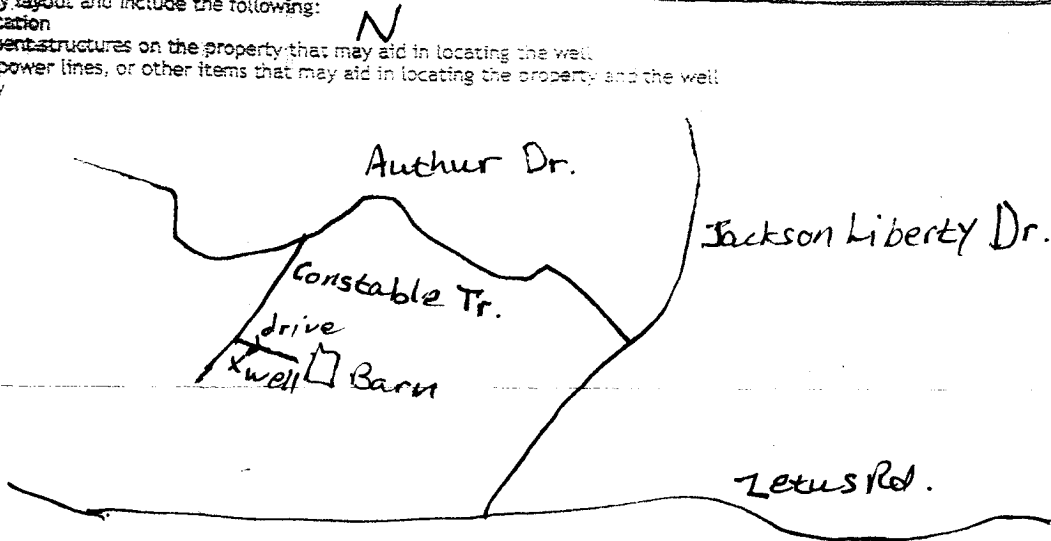 layout and include the following:
N
structures on the property that may aid in locating the well
power lines, or other items that may aid in locating the property and the well
Authur Dr.
Jackson Liberty Dr.
Constable Tr.
drive
x well
Barn
Zetus Rd.